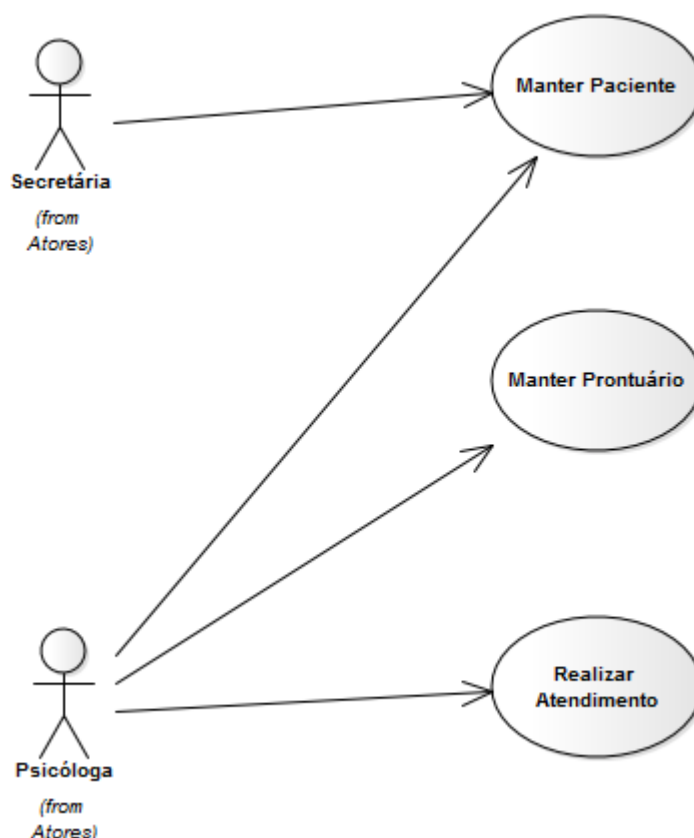 Manter Paciente
Secretária
(from
Atores)
Manter Prontuário
Realizar
Atendimento
Psicóloga
(from
Atores)